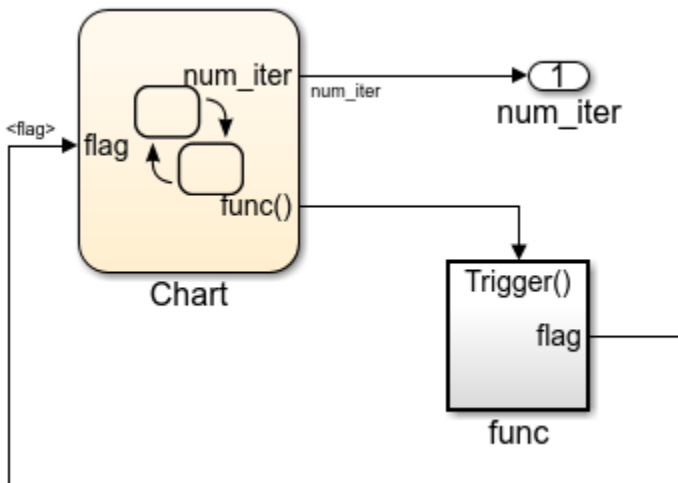 num_iter
num_iter
1
num_iter
<flag>
flag
func()
Chart
Trigger()
flag
func